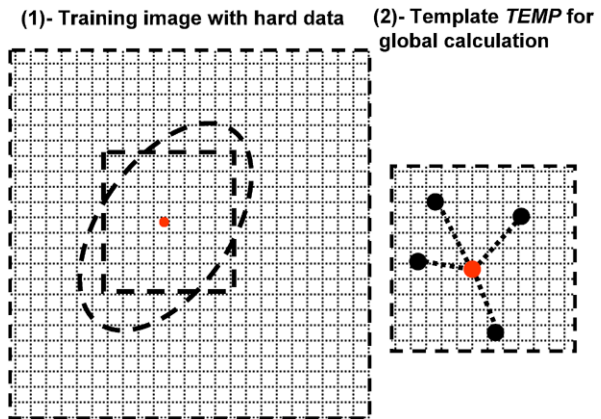 (1)- Training image with hard data
(2)- Template TEMP for
global calculation